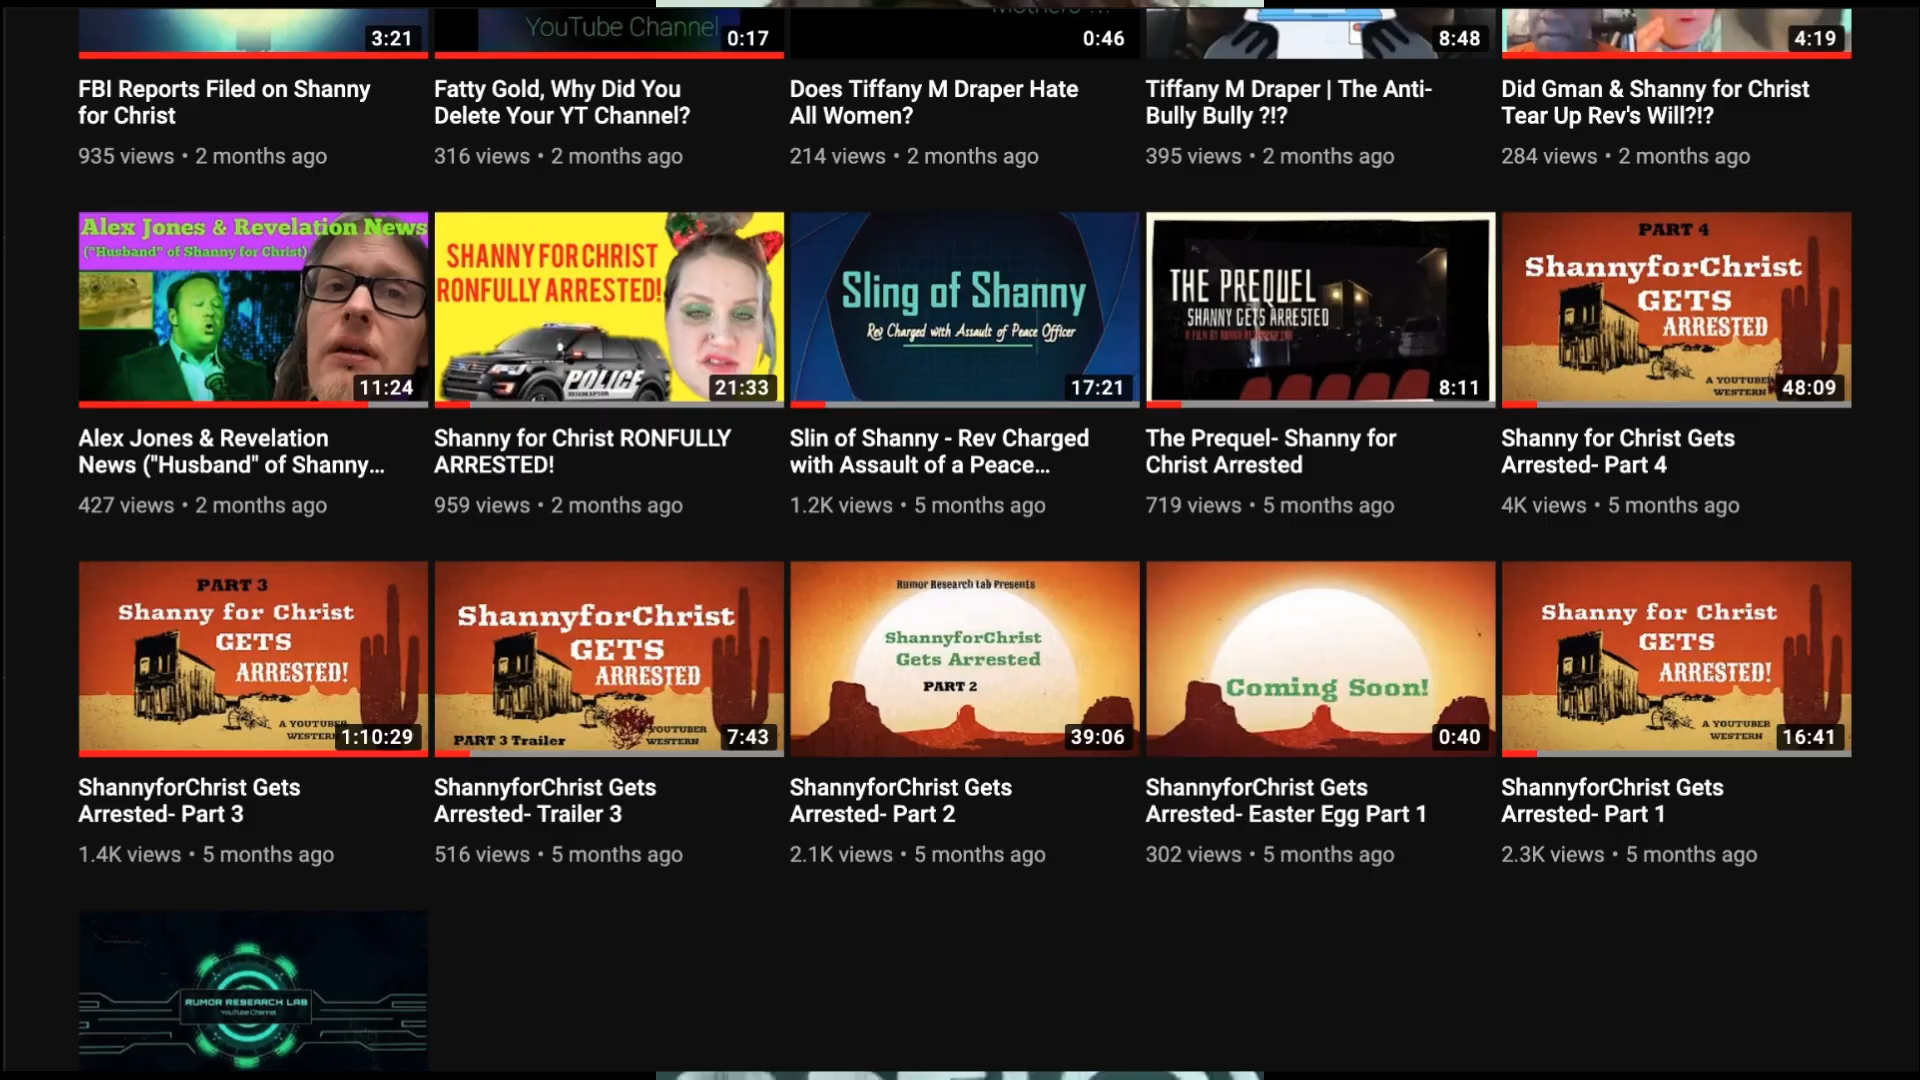 YouTube Channel
3:21
0:17
0:46
8:48
4:19
FBI Reports Filed on Shanny
for Christ
935 views • 2 months ago
Fatty Gold, Why Did You
Delete Your YT Channel?
316 views • 2 months ago
Does Tiffany M Draper Hate
All Women?
214 views • 2 months ago
Tiffany M Draper | The Anti-
Bully Bully ?!?
395 views • 2 months ago
Did Gman & Shanny for Christ
Tear Up Rev's Will?!?
284 views • 2 months ago
Alex Jones & Revelation News
("Husband" of Shanny for Christ)
11:24
SHANNY FOR CHRIST
RONFULLY ARRESTED!
POLICE
21:33
Sling of Shanny
Rev Charged with Assault of Peace Officer
17:21
THE PREQUEL
SHANNY GETS ARRESTED
8:11
PART 4
ShannyforChrist
GETS
ARRESTED
A YOUTUBER
WESTERN
48:09
Alex Jones & Revelation
News ("Husband" of Shanny...
427 views • 2 months ago
Shanny for Christ RONFULLY
ARRESTED!
959 views • 2 months ago
Slin of Shanny - Rev Charged
with Assault of a Peace...
1.2K views • 5 months ago
The Prequel- Shanny for
Christ Arrested
719 views • 5 months ago
Shanny for Christ Gets
Arrested- Part 4
4K views • 5 months ago
PART 3
Shanny for Christ
GETS
ARRESTED!
A YOUTUBER
WESTERN
1:10:29
ShannyforChrist
GETS
ARRESTED
PART 3 Trailer
YOUTUBER
WESTERN
7:43
Rumor Research Lab Presents
ShannyforChrist
Gets Arrested
PART 2
39:06
Coming Soon!
0:40
Shanny for Christ
GETS
ARRESTED!
A YOUTUBER
WESTERN
16:41
ShannyforChrist Gets
Arrested- Part 3
1.4K views • 5 months ago
ShannyforChrist Gets
Arrested- Trailer 3
516 views • 5 months ago
ShannyforChrist Gets
Arrested- Part 2
2.1K views • 5 months ago
ShannyforChrist Gets
Arrested- Easter Egg Part 1
302 views • 5 months ago
ShannyforChrist Gets
Arrested- Part 1
2.3K views • 5 months ago
RUMOR RESEARCH LAB
YouTube Channel